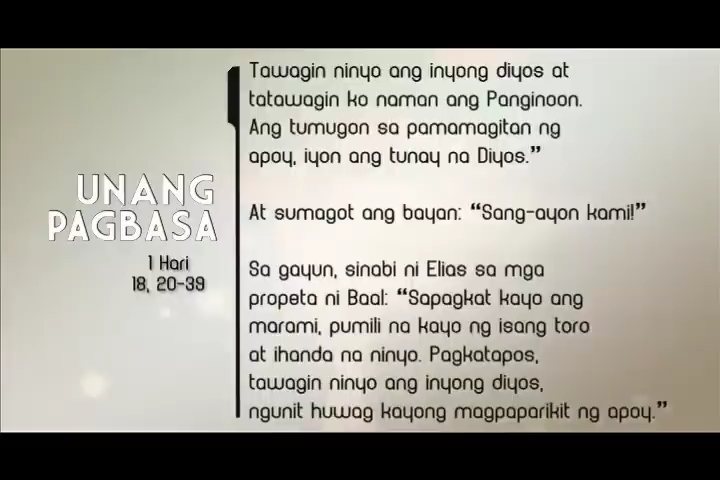 UNANG
PAGBASA
1 Hari
18, 20-39
Tawagin ninyo ang inyong diyos at
tatawagin ko naman ang Panginoon.
Ang tumugon sa pamamagitan ng
apoy, iyon ang tunay na Diyos.”
At sumagot ang bayan: “Sang-ayon kami!”
Sa gayun, sinabi ni Elias sa mga
propeta ni Baal: “Sapagkat kayo ang
marami, pumili na kayo ng isang toro
at ihanda na ninyo. Pagkatapos,
tawagin ninyo ang inyong diyos,
ngunit huwag kayong magpaparikit ng apoy.”